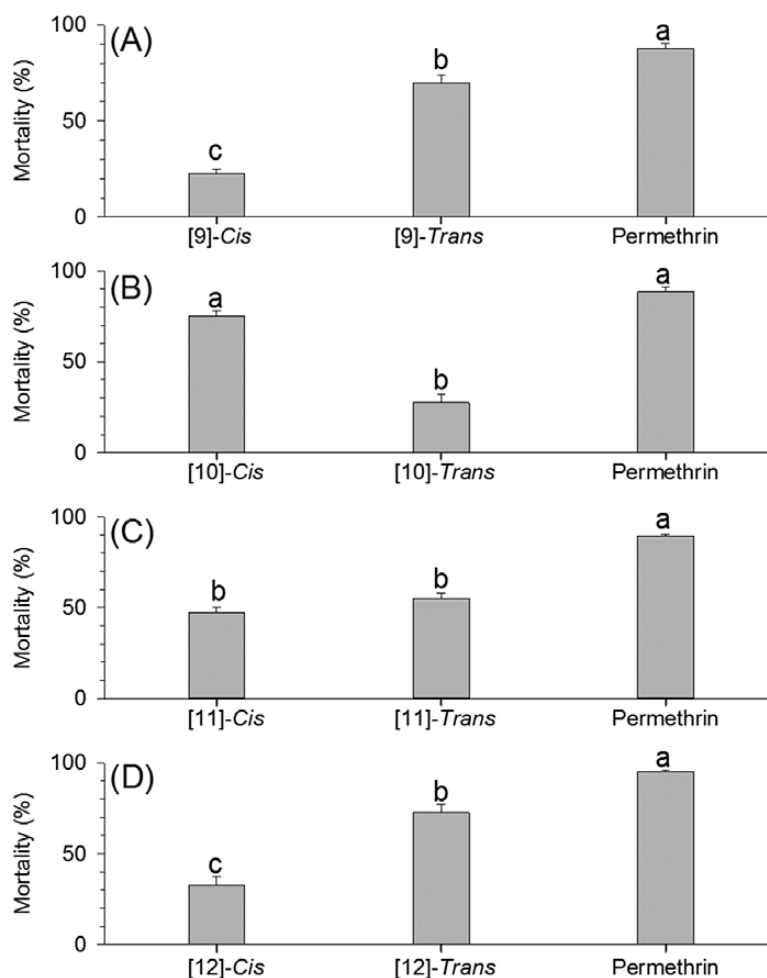 (A)
Mortality (%)
100
50
0
c
b
a
[9]-Cis
[9]-Trans
Permethrin
(B)
Mortality (%)
100
50
0
a
b
a
[10]-Cis
[10]-Trans
Permethrin
(C)
Mortality (%)
100
50
0
b
b
a
[11]-Cis
[11]-Trans
Permethrin
(D)
Mortality (%)
100
50
0
c
b
a
[12]-Cis
[12]-Trans
Permethrin